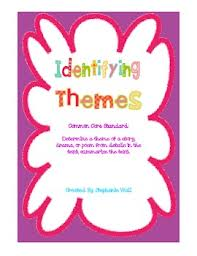 Identifying
Themes
Common Core Standard:
Determine a theme of a story,
drama, or poem from details in the
text; summarize the text.
Created By Stephanie